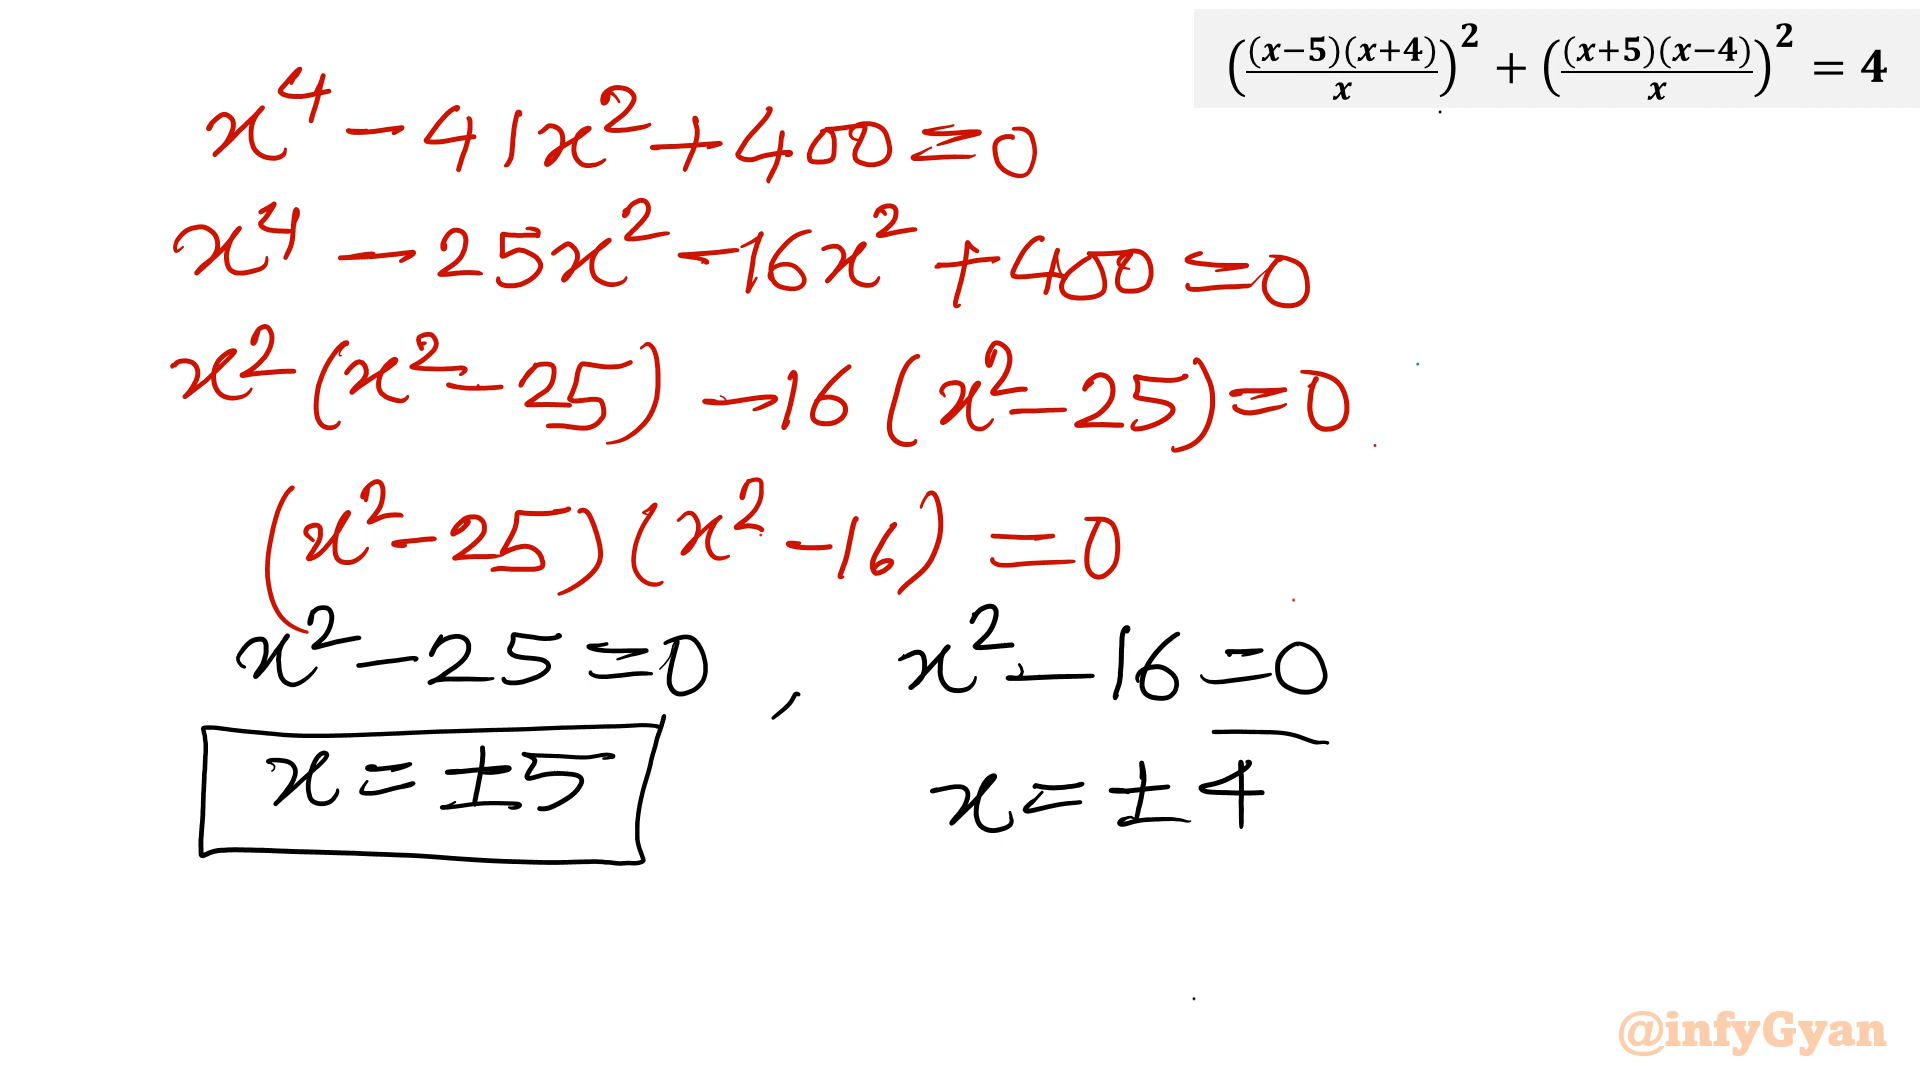 ((x−5)(x+4)/x)² + ((x+5)(x−4)/x)² = 4
x⁴ − 41x² + 400 = 0
x⁴ − 25x² − 16x² + 400 = 0
x² (x² − 25) − 16 (x² − 25) = 0
(x² − 25) (x² − 16) = 0
x² − 25 = 0 , x² − 16 = 0
x = ±5 x = ±4
@infyGyan